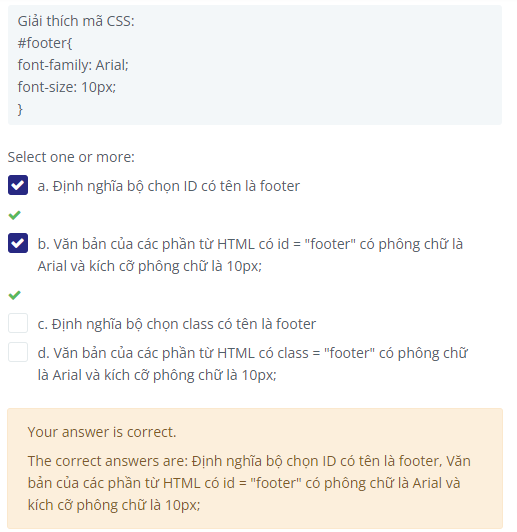 Giải thích mã CSS:
#footer{
font-family: Arial;
font-size: 10px;
}
Select one or more:
a. Định nghĩa bộ chọn ID có tên là footer
b. Văn bản của các phần từ HTML có id = "footer" có phông chữ là
Arial và kích cỡ phông chữ là 10px;
c. Định nghĩa bộ chọn class có tên là footer
d. Văn bản của các phần từ HTML có class = "footer" có phông chữ
là Arial và kích cỡ phông chữ là 10px;
Your answer is correct.
The correct answers are: Định nghĩa bộ chọn ID có tên là footer, Văn
bản của các phần từ HTML có id = "footer" có phông chữ là Arial và
kích cỡ phông chữ là 10px;